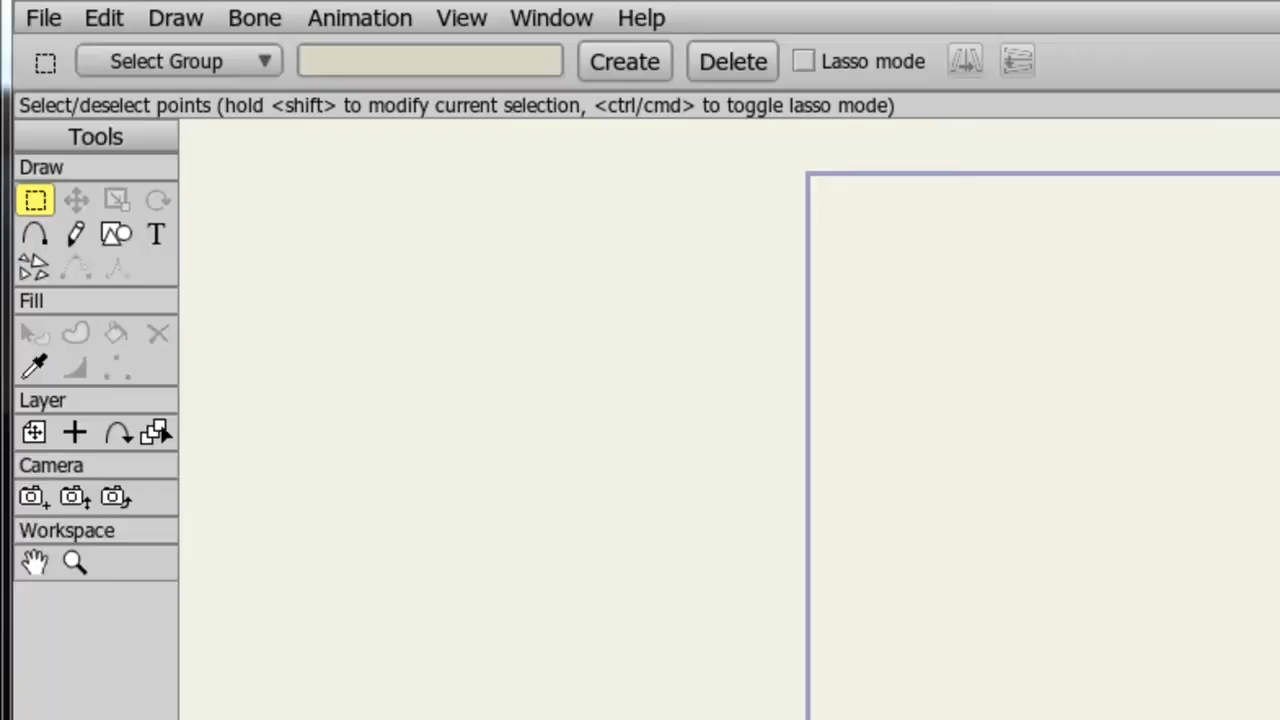 File Edit Draw Bone Animation View Window Help
Select Group Create Delete Lasso mode
Select/deselect points (hold <shift> to modify current selection, <ctrl/cmd> to toggle lasso mode)
Tools
Draw
T
Fill
Layer
Camera
Workspace